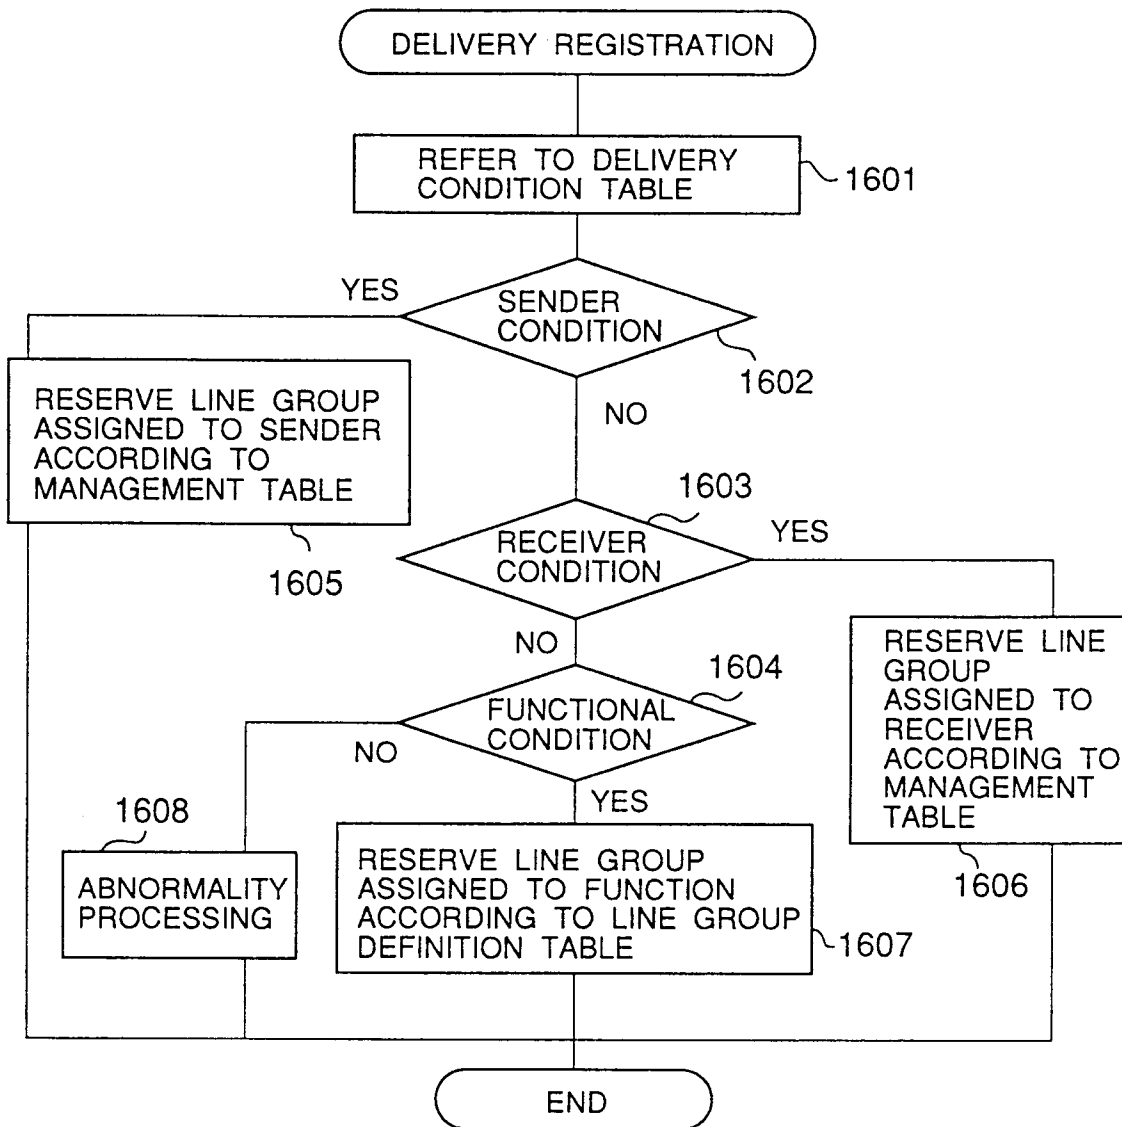 DELIVERY REGISTRATION
REFER TO DELIVERY
CONDITION TABLE
1601
YES
SENDER
CONDITION
1602
NO
RESERVE LINE GROUP
ASSIGNED TO SENDER
ACCORDING TO
MANAGEMENT TABLE
1605
1603
RECEIVER
CONDITION
YES
NO
RESERVE LINE
GROUP
ASSIGNED TO
RECEIVER
ACCORDING TO
MANAGEMENT
TABLE
1606
1604
FUNCTIONAL
CONDITION
NO
YES
1608
ABNORMALITY
PROCESSING
RESERVE LINE GROUP
ASSIGNED TO FUNCTION
ACCORDING TO LINE GROUP
DEFINITION TABLE
1607
END